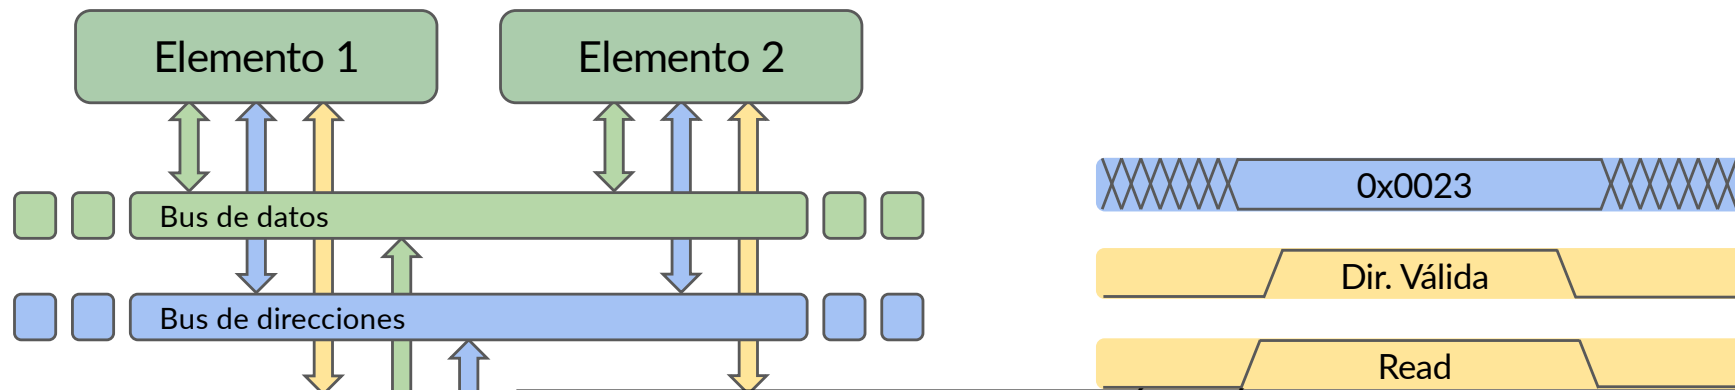 Elemento 1
Elemento 2
Bus de datos
Bus de direcciones
0x0023
Dir. Válida
Read